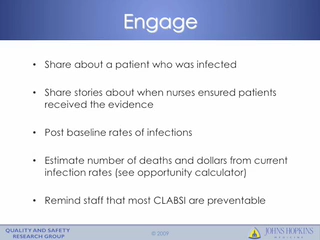 Engage
• Share about a patient who was infected
• Share stories about when nurses ensured patients
received the evidence
• Post baseline rates of infections
• Estimate number of deaths and dollars from current
infection rates (see opportunity calculator)
• Remind staff that most CLABSI are preventable
QUALITY AND SAFETY
RESEARCH GROUP
© 2009
JOHNS HOPKINS
MEDICINE